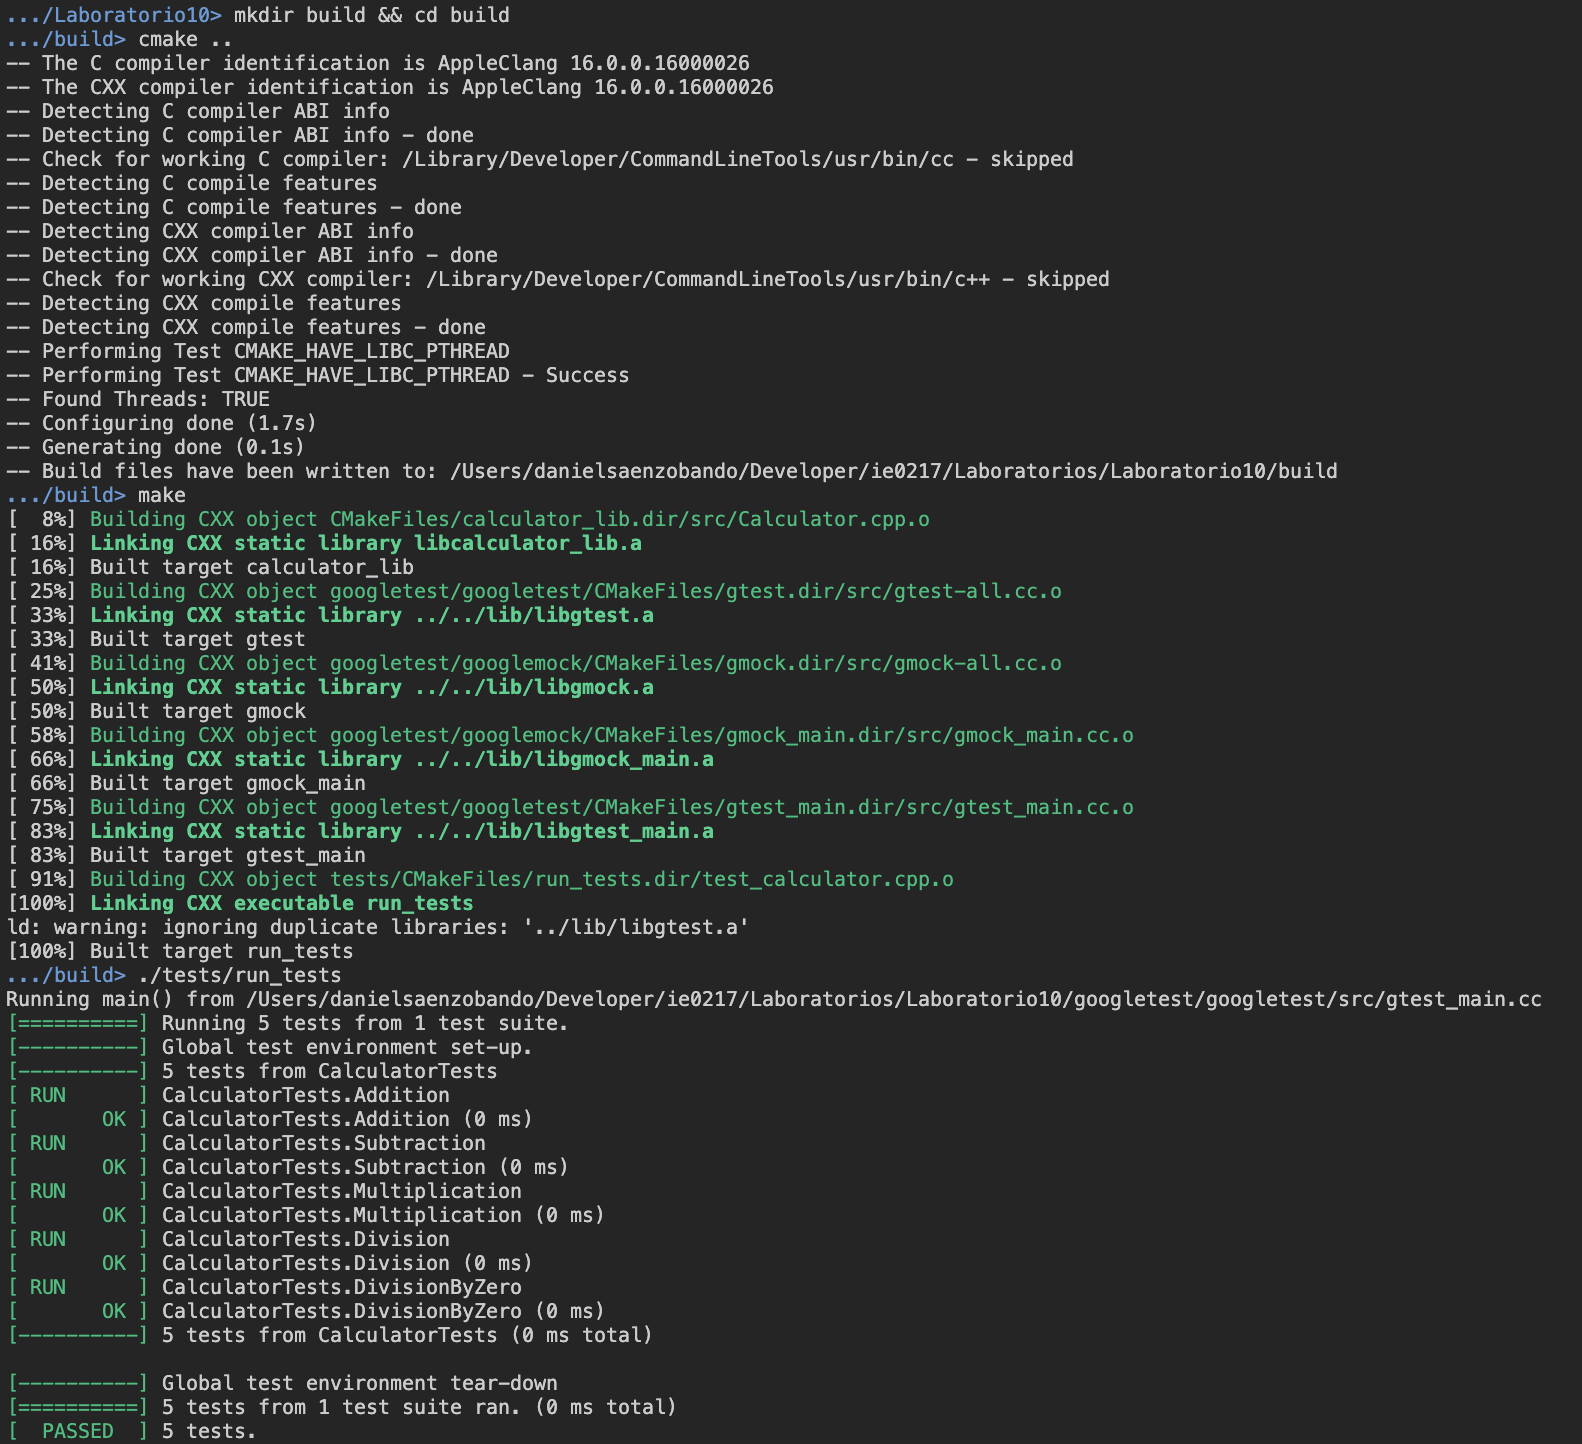 .../Laboratorio10> mkdir build && cd build
.../build> cmake ..
-- The C compiler identification is AppleClang 16.0.0.16000026
-- The CXX compiler identification is AppleClang 16.0.0.16000026
-- Detecting C compiler ABI info
-- Detecting C compiler ABI info - done
-- Check for working C compiler: /Library/Developer/CommandLineTools/usr/bin/cc - skipped
-- Detecting C compile features
-- Detecting C compile features - done
-- Detecting CXX compiler ABI info
-- Detecting CXX compiler ABI info - done
-- Check for working CXX compiler: /Library/Developer/CommandLineTools/usr/bin/c++ - skipped
-- Detecting CXX compile features
-- Detecting CXX compile features - done
-- Performing Test CMAKE_HAVE_LIBC_PTHREAD
-- Performing Test CMAKE_HAVE_LIBC_PTHREAD - Success
-- Found Threads: TRUE
-- Configuring done (1.7s)
-- Generating done (0.1s)
-- Build files have been written to: /Users/danielsaenzobando/Developer/ie0217/Laboratorios/Laboratorio10/build
.../build> make
[  8%] Building CXX object CMakeFiles/calculator_lib.dir/src/Calculator.cpp.o
[ 16%] Linking CXX static library libcalculator_lib.a
[ 16%] Built target calculator_lib
[ 25%] Building CXX object googletest/googletest/CMakeFiles/gtest.dir/src/gtest-all.cc.o
[ 33%] Linking CXX static library ../../lib/libgtest.a
[ 33%] Built target gtest
[ 41%] Building CXX object googletest/googlemock/CMakeFiles/gmock.dir/src/gmock-all.cc.o
[ 50%] Linking CXX static library ../../lib/libgmock.a
[ 50%] Built target gmock
[ 58%] Building CXX object googletest/googlemock/CMakeFiles/gmock_main.dir/src/gmock_main.cc.o
[ 66%] Linking CXX static library ../../lib/libgmock_main.a
[ 66%] Built target gmock_main
[ 75%] Building CXX object googletest/googletest/CMakeFiles/gtest_main.dir/src/gtest_main.cc.o
[ 83%] Linking CXX static library ../../lib/libgtest_main.a
[ 83%] Built target gtest_main
[ 91%] Building CXX object tests/CMakeFiles/run_tests.dir/test_calculator.cpp.o
[100%] Linking CXX executable run_tests
ld: warning: ignoring duplicate libraries: '../lib/libgtest.a'
[100%] Built target run_tests
.../build> ./tests/run_tests
Running main() from /Users/danielsaenzobando/Developer/ie0217/Laboratorios/Laboratorio10/googletest/googletest/src/gtest_main.cc
[==========] Running 5 tests from 1 test suite.
[----------] Global test environment set-up.
[----------] 5 tests from CalculatorTests
[ RUN      ] CalculatorTests.Addition
[       OK ] CalculatorTests.Addition (0 ms)
[ RUN      ] CalculatorTests.Subtraction
[       OK ] CalculatorTests.Subtraction (0 ms)
[ RUN      ] CalculatorTests.Multiplication
[       OK ] CalculatorTests.Multiplication (0 ms)
[ RUN      ] CalculatorTests.Division
[       OK ] CalculatorTests.Division (0 ms)
[ RUN      ] CalculatorTests.DivisionByZero
[       OK ] CalculatorTests.DivisionByZero (0 ms)
[----------] 5 tests from CalculatorTests (0 ms total)

[----------] Global test environment tear-down
[==========] 5 tests from 1 test suite ran. (0 ms total)
[  PASSED  ] 5 tests.